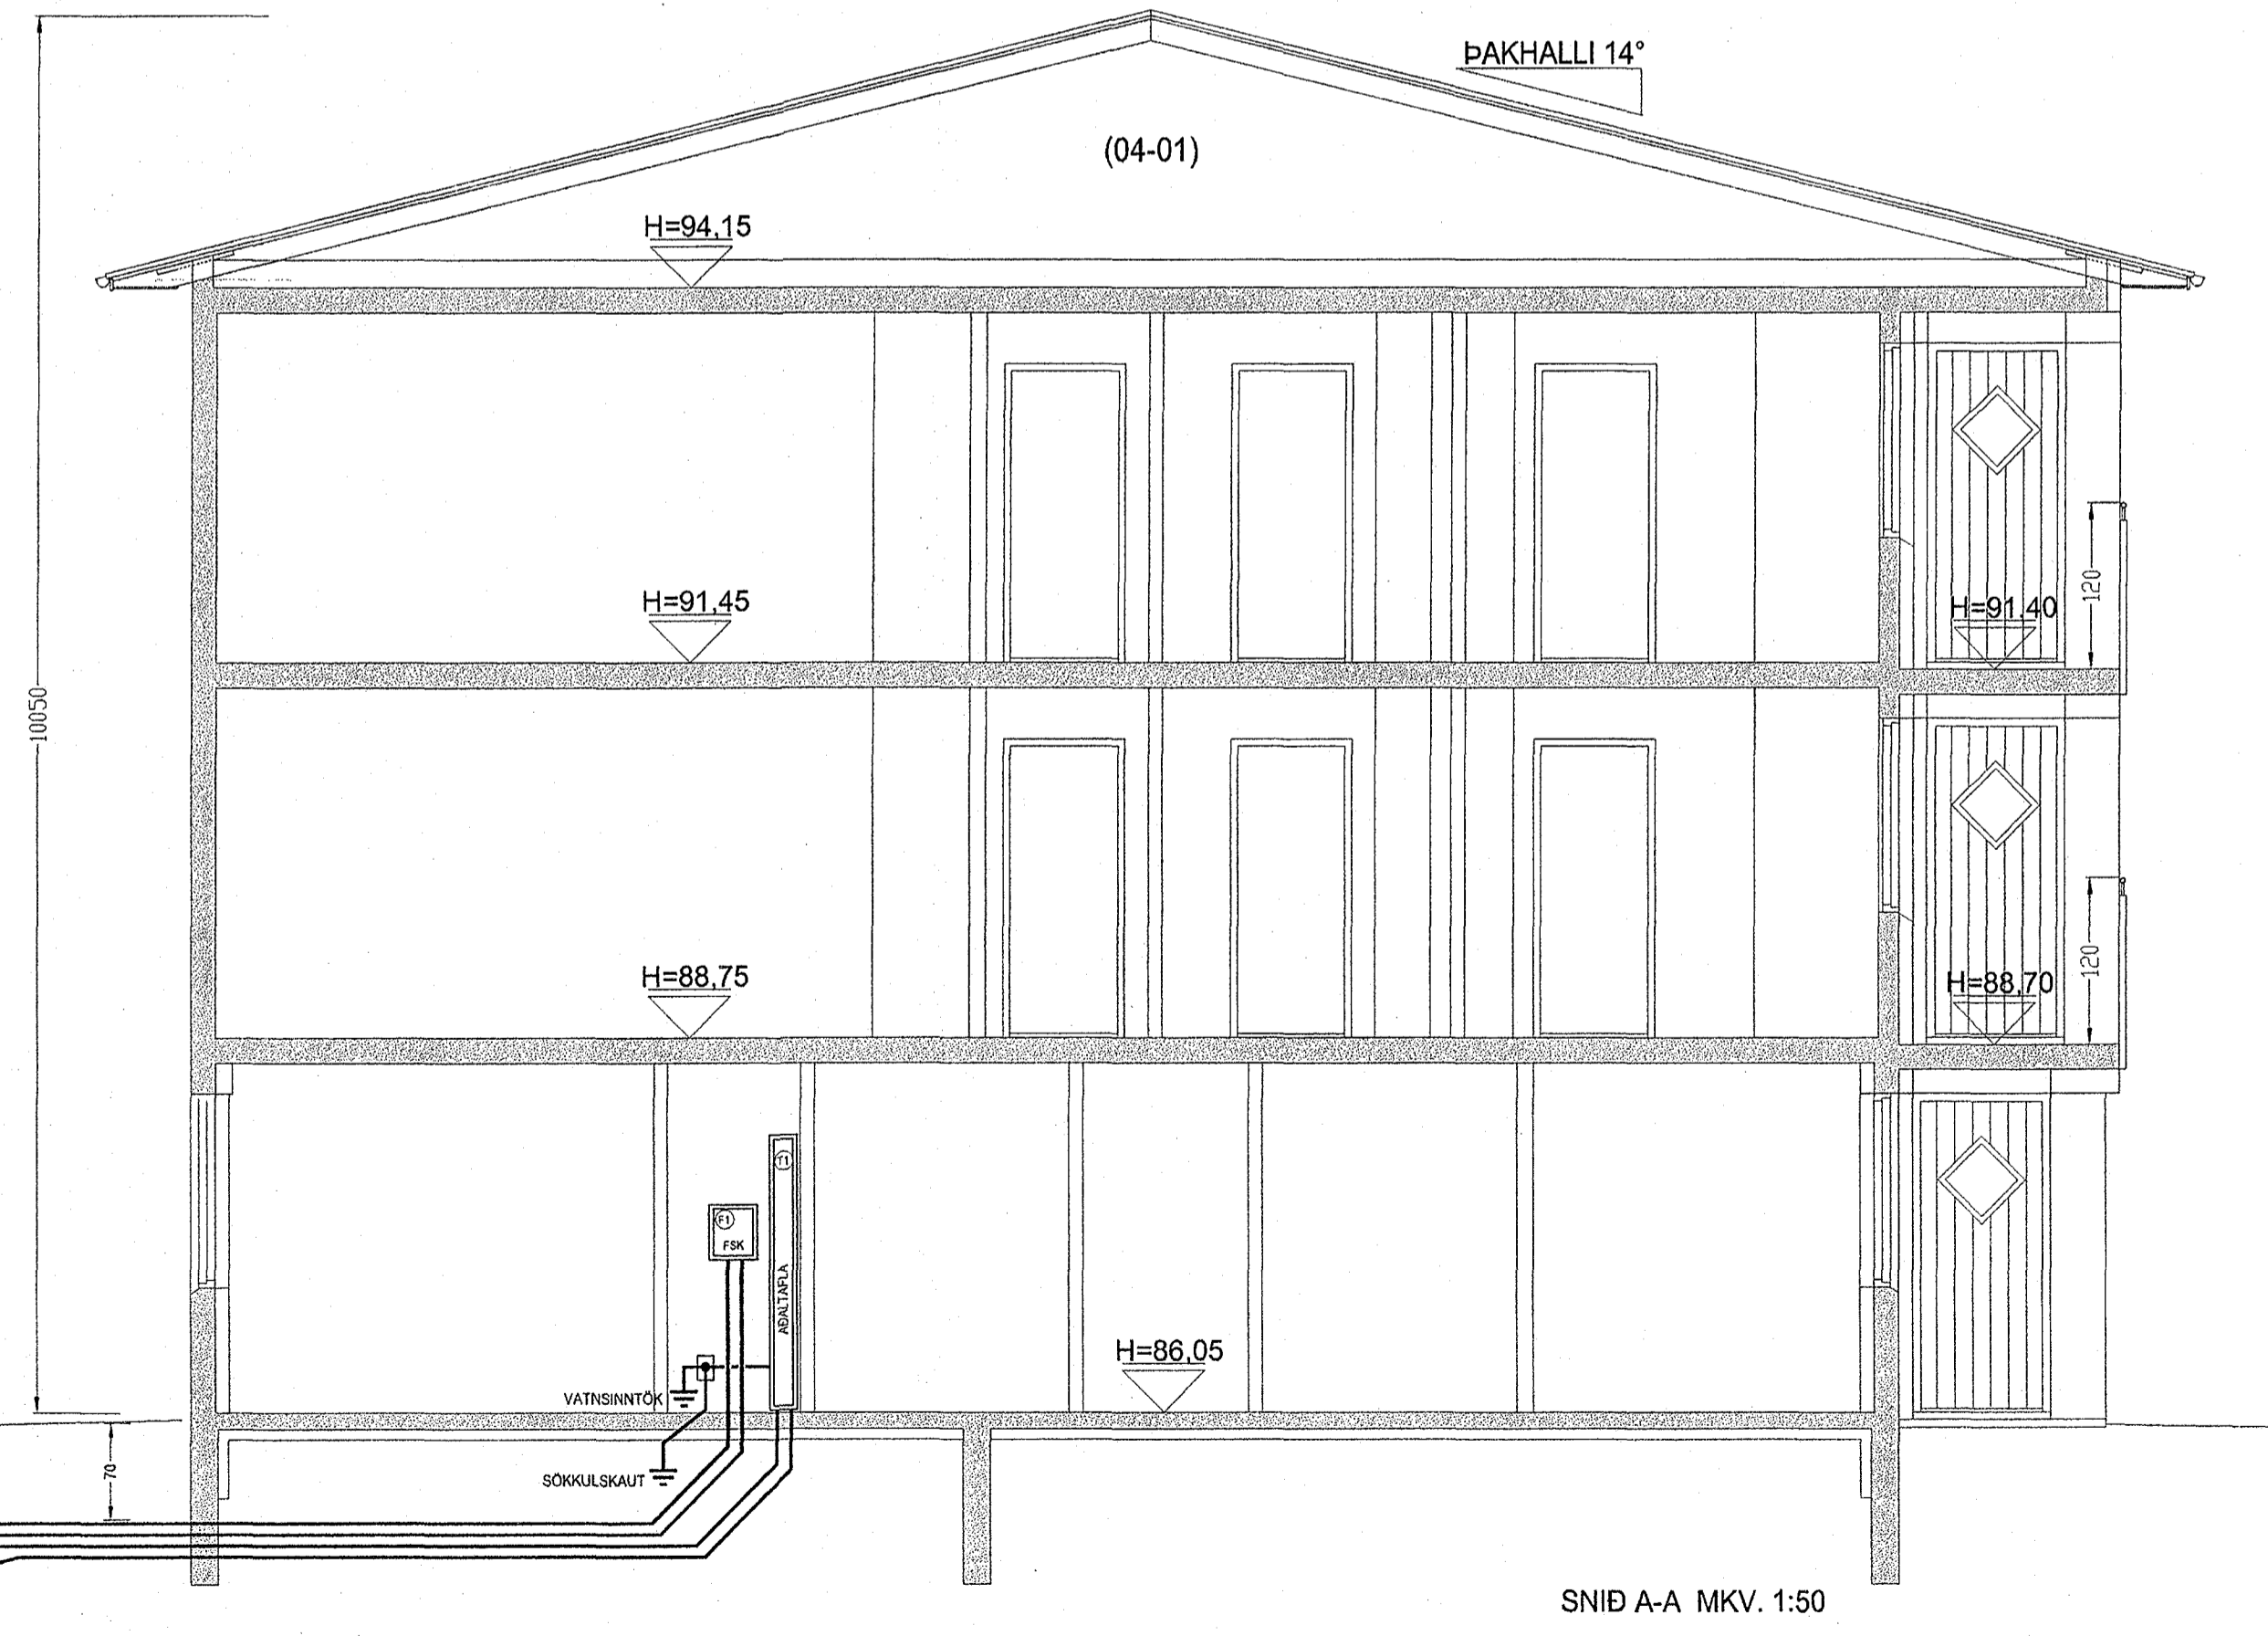 ÞAKHALLI 14°
(04-01)
H=94,15
H=91,45
H=91.40
120
10050
H=88,75
H=88,70
120
T1
F1
FSK
AÐALTAFLA
H=86,05
VATNSINNTÖK
70
SÖKKULSKAUT
SNIÐ A-A MKV. 1:50